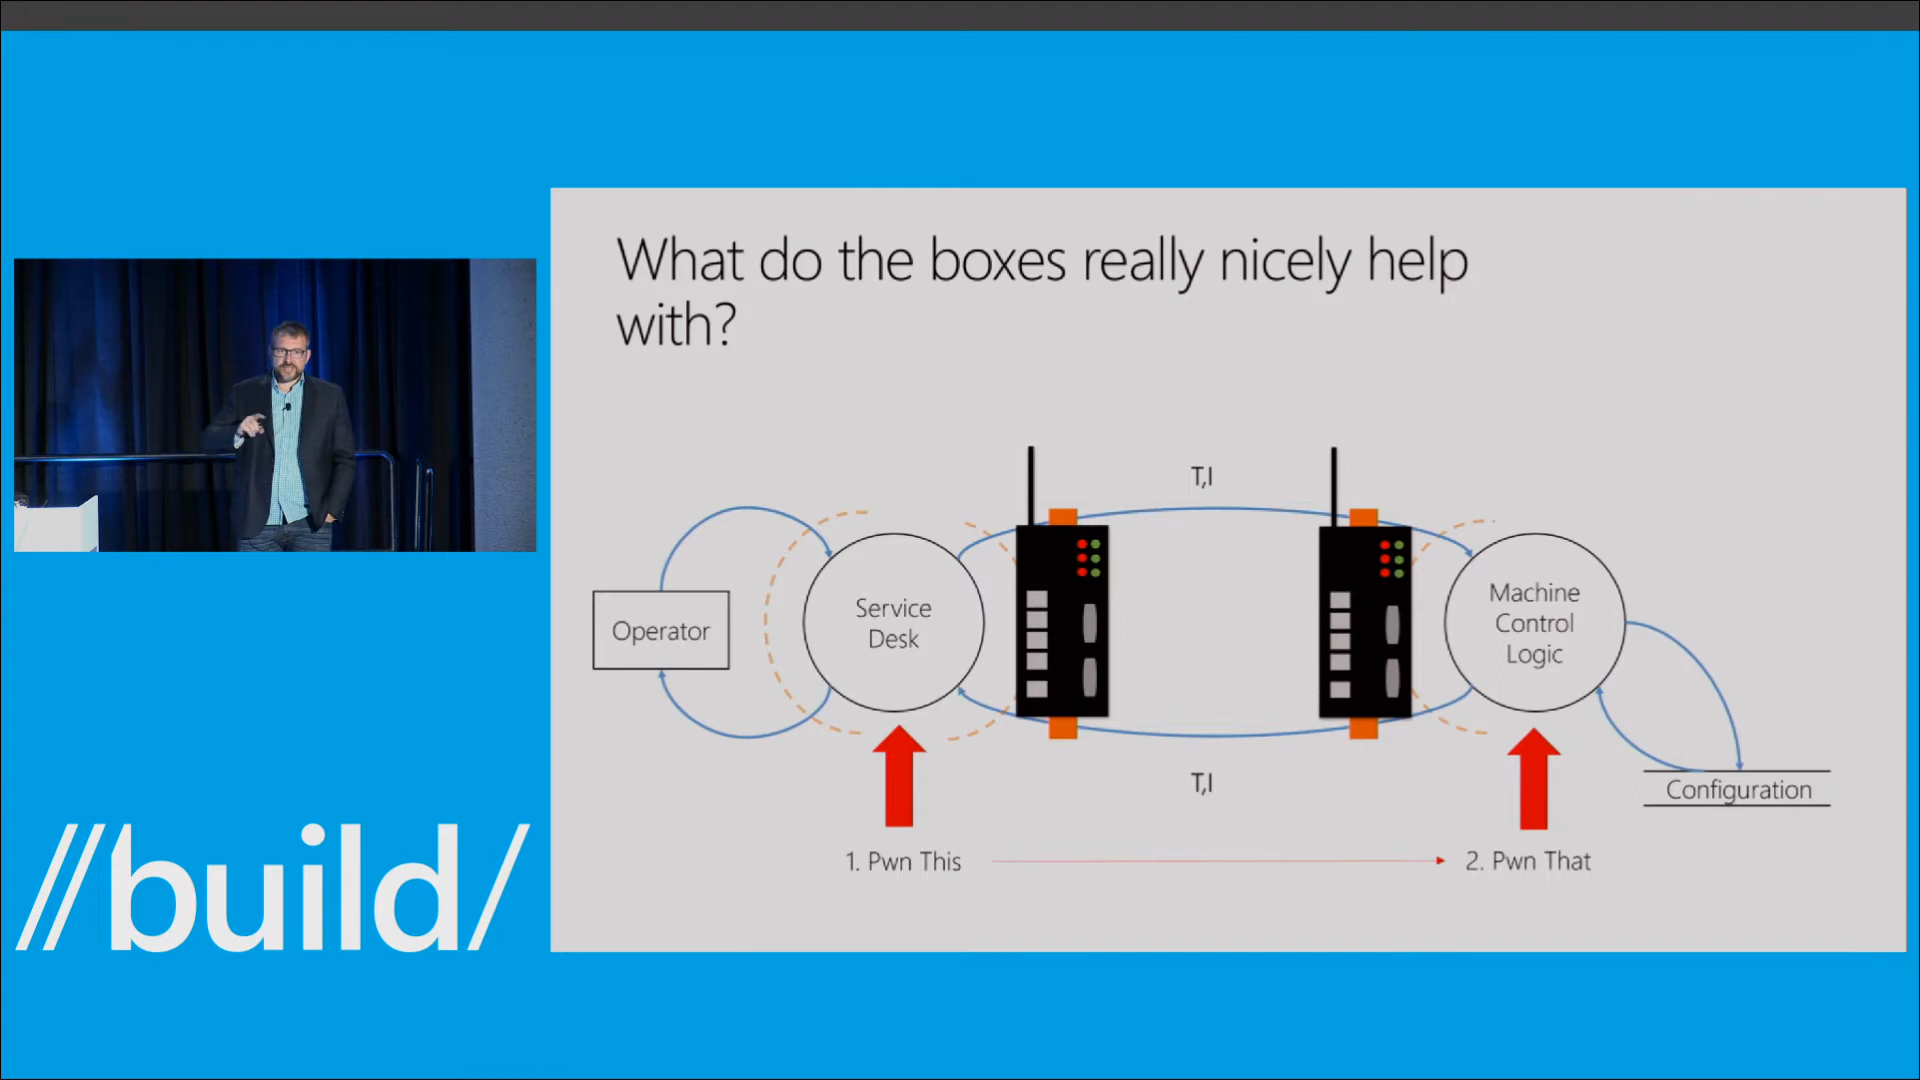 What do the boxes really nicely help
with?
T,I
Operator
Service
Desk
Machine
Control
Logic
T,I
Configuration
1. Pwn This
2. Pwn That
//build/